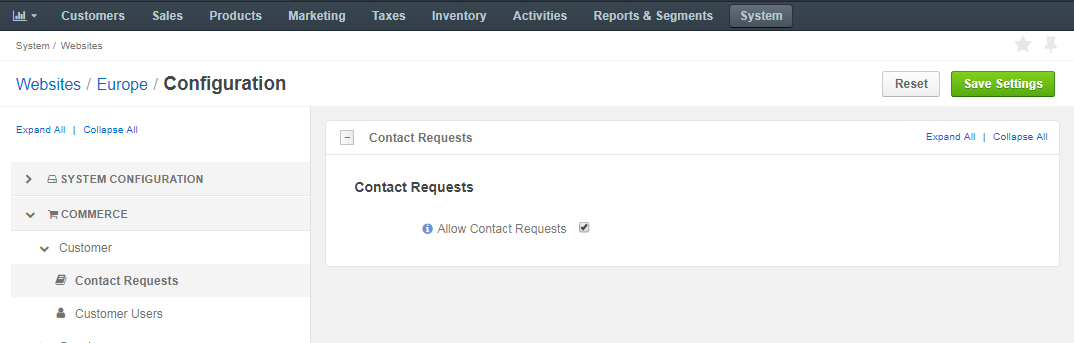 Customers Sales Products Marketing Taxes Inventory Activities Reports & Segments System
System / Websites
Websites / Europe / Configuration Reset Save Settings
Expand All | Collapse All
Contact Requests Expand All | Collapse All
SYSTEM CONFIGURATION
Contact Requests
COMMERCE
Allow Contact Requests
Customer
Contact Requests
Customer Users